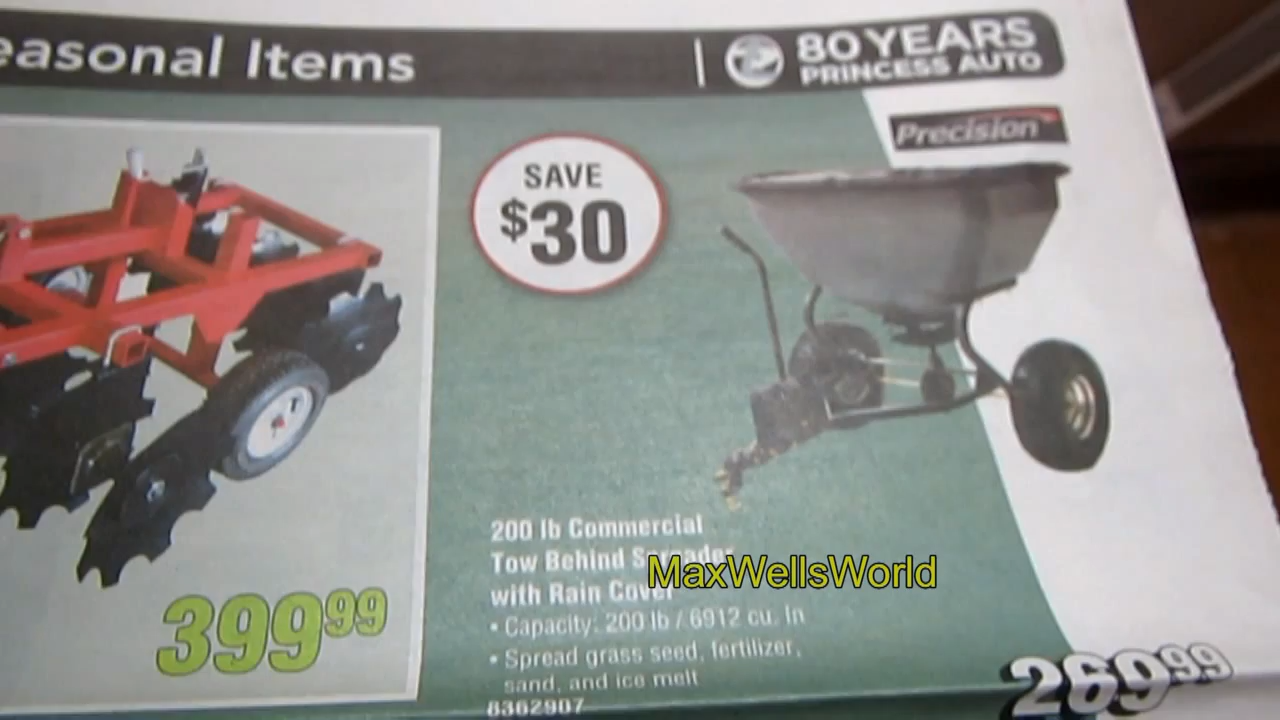 easonal Items
80 YEARS
PRINCESS AUTO
Precision
SAVE
$30
200 lb Commercial
Tow Behind Spreader
with Rain Cover
• Capacity: 200 lb / 6912 cu. In
• Spread grass seed, fertilizer,
sand, and ice melt
8362907
MaxWellsWorld
399 99
269 99